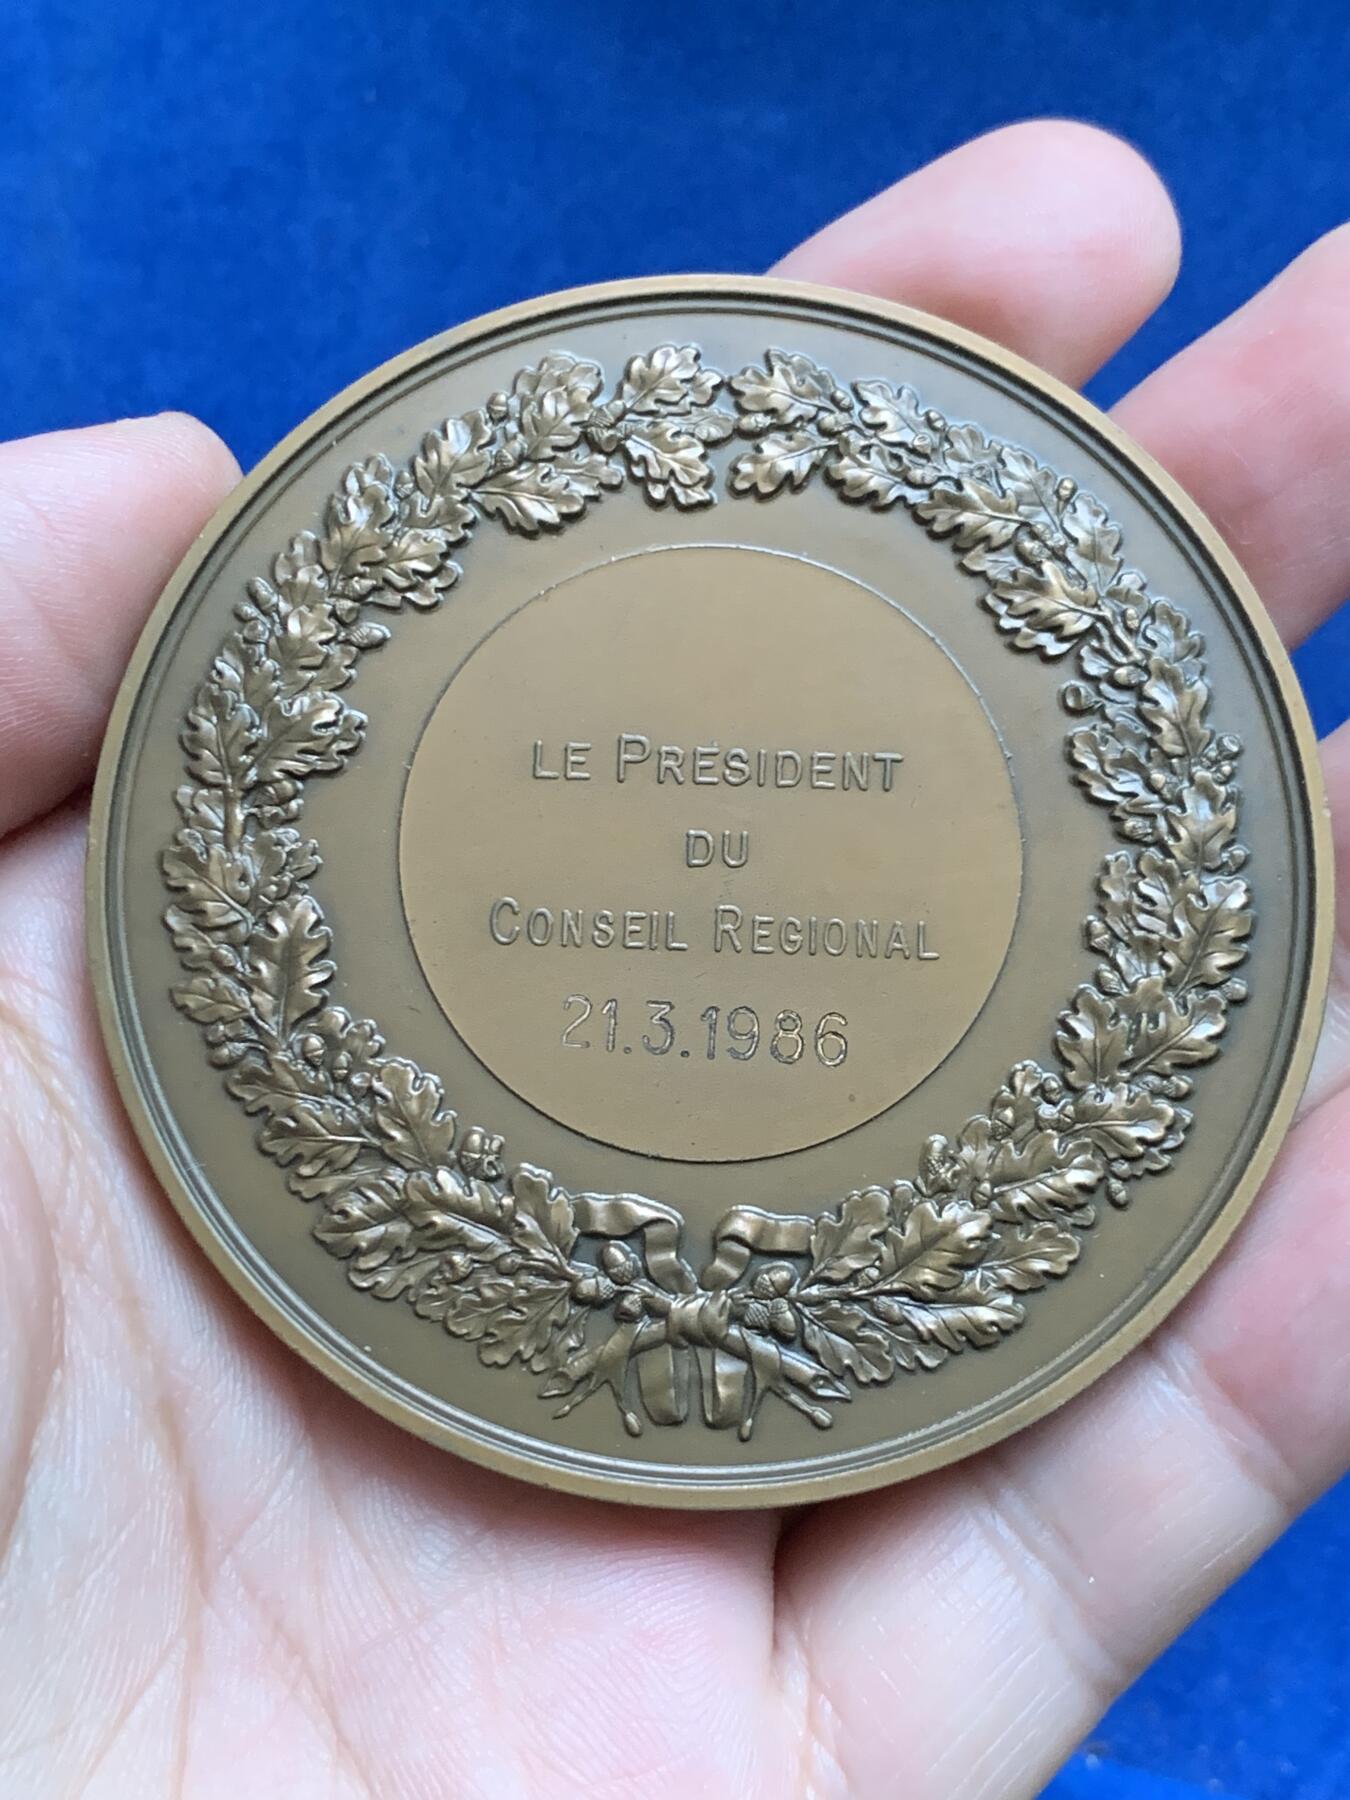 LE PRÉSIDENT
DU
CONSEIL REGIONAL
21.3.1986